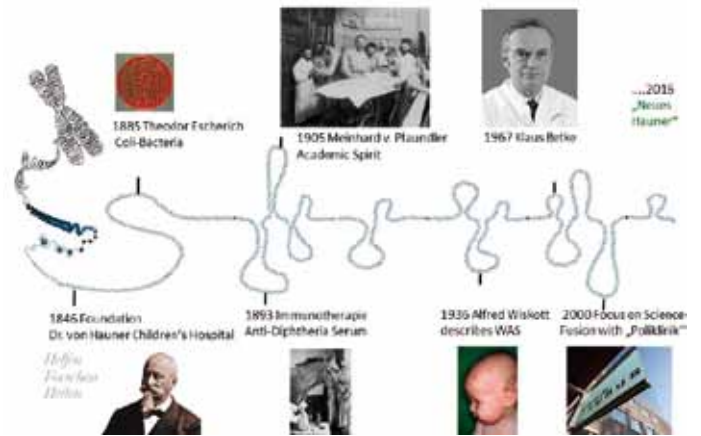 1885 Theodor Escherich
Coli-Bacteria
1905 Meinhard v. Pfaundler
Academic Spirit
1967 Klaus Betke
....2015
„Neues
Hauner"
1846 Foundation
Dr. von Hauner Children's Hospital
1893 Immunotherapie
Anti-Diphtheria Serum
1936 Alfred Wiskott
describes WAS
2000 Focus on Science-
Fusion with „Poliklinik"
Helfen
Forschen
Heilen